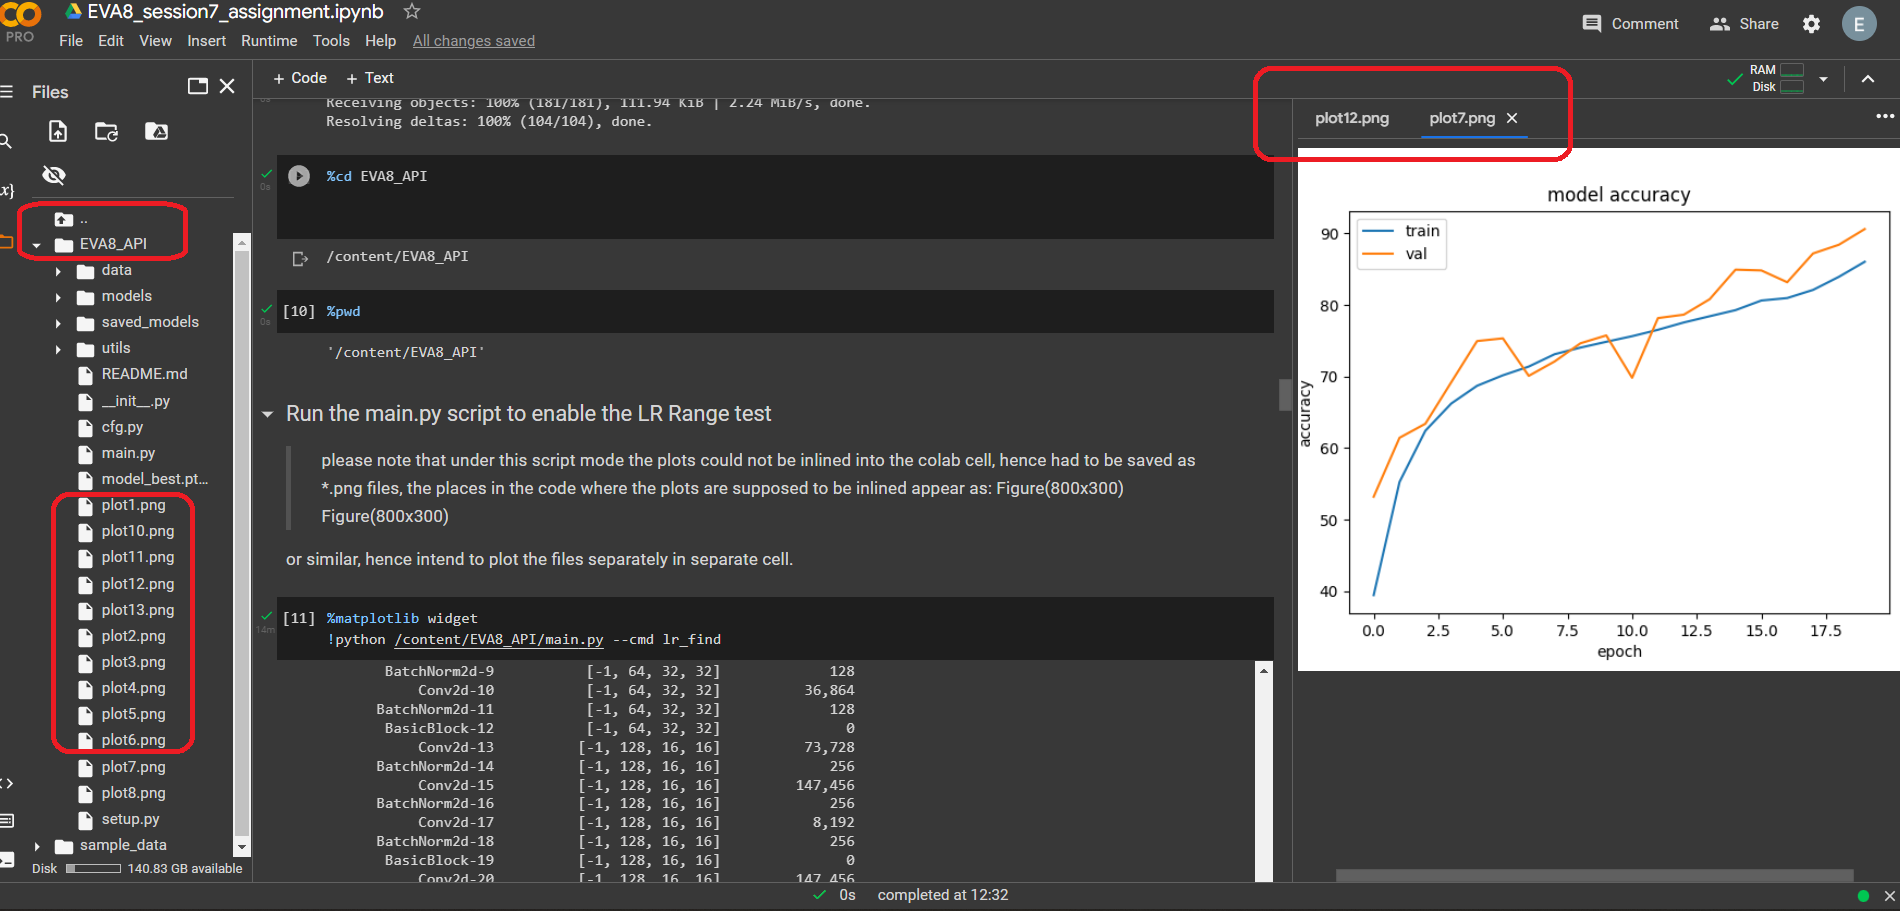 EVA8_session7_assignment.ipynb
PRO
File Edit View Insert Runtime Tools Help All changes saved
Comment Share E
Files
+ Code + Text
RAM
Disk
..
EVA8_API
data
models
saved_models
utils
README.md
__init__.py
cfg.py
main.py
model_best.pt...
plot1.png
plot10.png
plot11.png
plot12.png
plot13.png
plot2.png
plot3.png
plot4.png
plot5.png
plot6.png
plot7.png
plot8.png
setup.py
sample_data
Disk 140.83 GB available
Receiving objects: 100% (181/181), 111.94 KiB | 2.24 MiB/s, done.
Resolving deltas: 100% (104/104), done.
0s
%cd EVA8_API
/content/EVA8_API
0s
[10] %pwd
'/content/EVA8_API'
Run the main.py script to enable the LR Range test
please note that under this script mode the plots could not be inlined into the colab cell, hence had to be saved as
*.png files, the places in the code where the plots are supposed to be inlined appear as: Figure(800x300)
Figure(800x300)
or similar, hence intend to plot the files separately in separate cell.
14m
[11] %matplotlib widget
!python /content/EVA8_API/main.py --cmd lr_find
BatchNorm2d-9 [-1, 64, 32, 32] 128
Conv2d-10 [-1, 64, 32, 32] 36,864
BatchNorm2d-11 [-1, 64, 32, 32] 128
BasicBlock-12 [-1, 64, 32, 32] 0
Conv2d-13 [-1, 128, 16, 16] 73,728
BatchNorm2d-14 [-1, 128, 16, 16] 256
Conv2d-15 [-1, 128, 16, 16] 147,456
BatchNorm2d-16 [-1, 128, 16, 16] 256
Conv2d-17 [-1, 128, 16, 16] 8,192
BatchNorm2d-18 [-1, 128, 16, 16] 256
BasicBlock-19 [-1, 128, 16, 16] 0
Conv2d-20 [-1, 128, 16, 16] 147,456
plot12.png plot7.png
model accuracy
train
val
90
80
70
60
50
40
accuracy
0.0 2.5 5.0 7.5 10.0 12.5 15.0 17.5
epoch
0s completed at 12:32